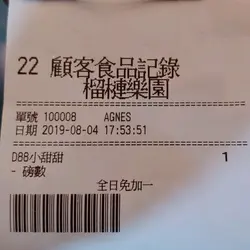 22 顧客食品記錄
榴槤樂園
單號 100008 AGNES
日期 2019-08-04 17:53:51
D88小甜甜 1
- 磅數
全日免加一